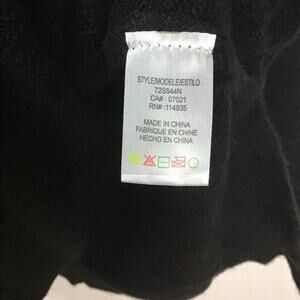 STYLE/MODELE/ESTILO
72S544N
CA# : 07021
RN# :114935
MADE IN CHINA
FABRIQUE EN CHINE
HECHO EN CHINA